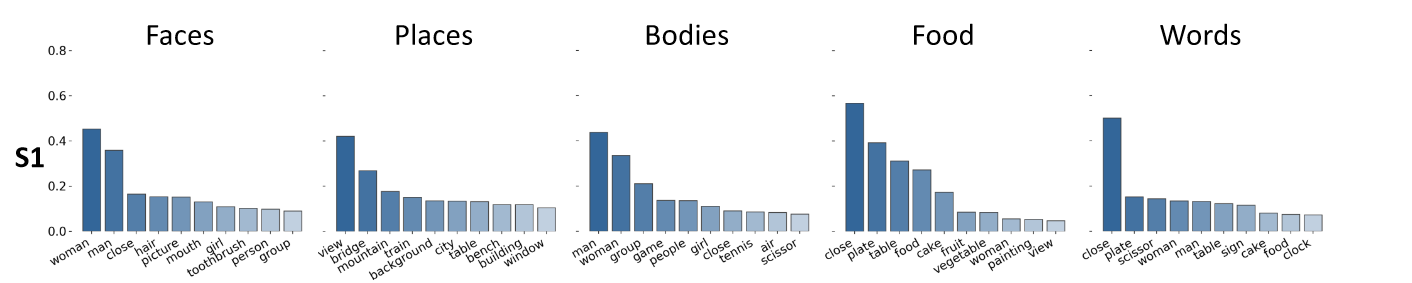 Faces Places Bodies Food Words
0.8
0.6
0.4
0.2
0.0
S1
woman man close hair picture mouth girl toothbrush person group
view bridge mountain train background city table bench building window
man woman group game people girl close tennis air scissor
close plate table food cake fruit vegetable woman painting view
close plate scissor woman man table sign cake food clock